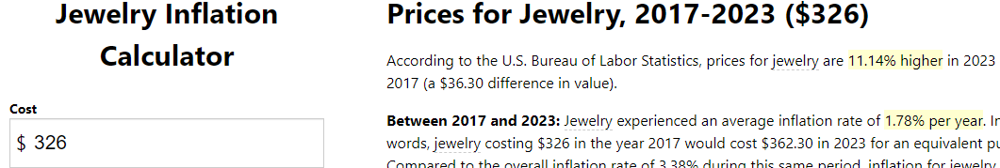 Jewelry Inflation
Calculator
Cost
$ 326
Prices for Jewelry, 2017-2023 ($326)
According to the U.S. Bureau of Labor Statistics, prices for jewelry are 11.14% higher in 2023
2017 (a $36.30 difference in value).
Between 2017 and 2023: Jewelry experienced an average inflation rate of 1.78% per year.
words, jewelry costing $326 in the year 2017 would cost $362.30 in 2023 for an equivalent
Compared to the overall inflation rate of 3.38% during this same period, inflation for jewelry